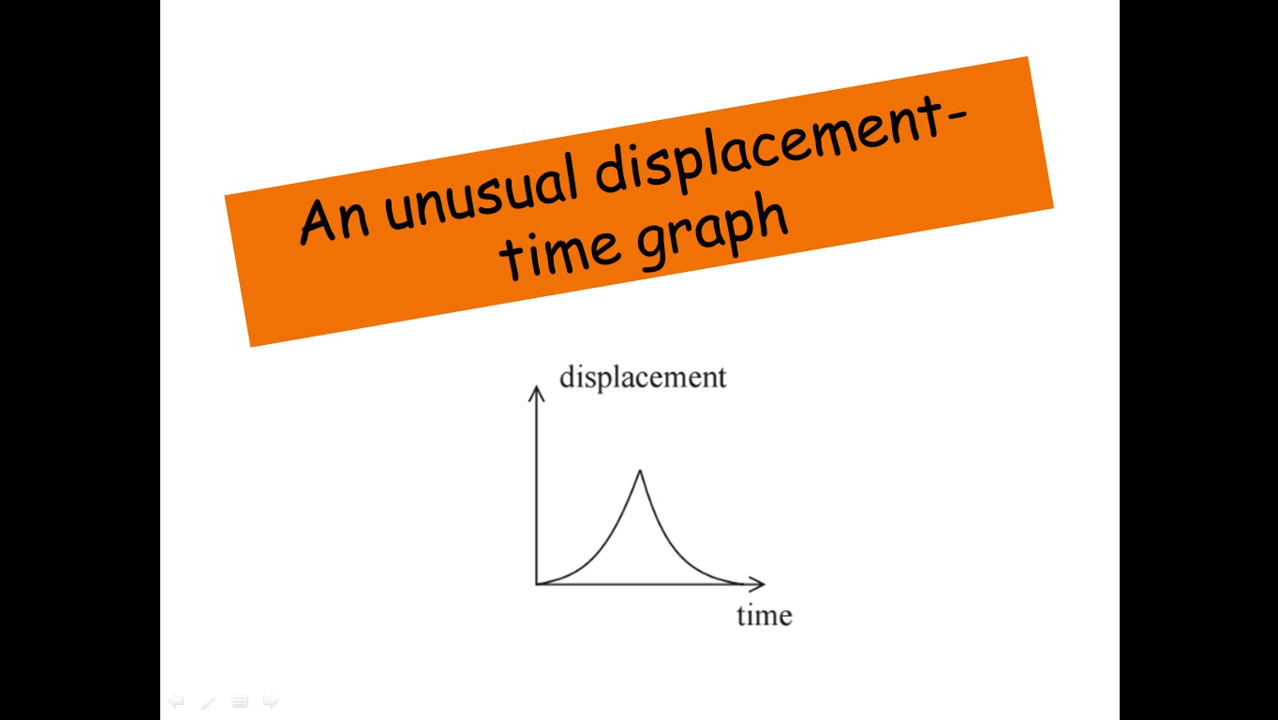 An unusual displacement-
time graph
displacement
time